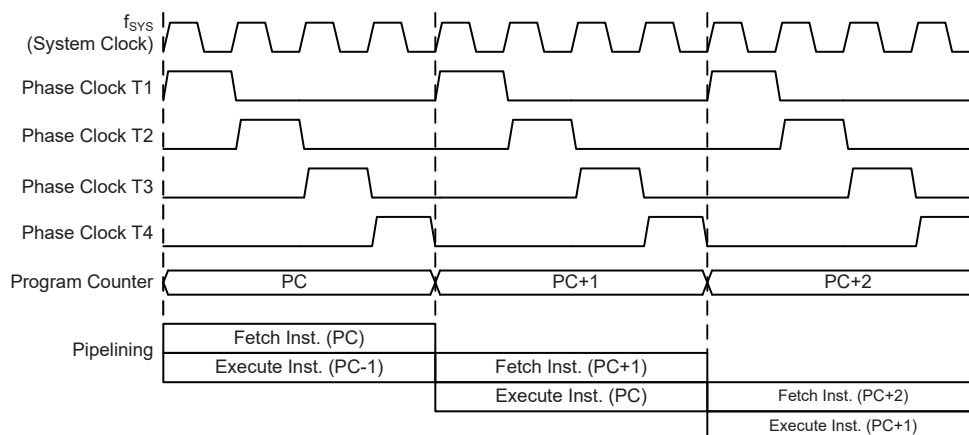 fSYS
(System Clock)
Phase Clock T1
Phase Clock T2
Phase Clock T3
Phase Clock T4
Program Counter
PC
PC+1
PC+2
Pipelining
Fetch Inst. (PC)
Execute Inst. (PC-1)
Fetch Inst. (PC+1)
Execute Inst. (PC)
Fetch Inst. (PC+2)
Execute Inst. (PC+1)